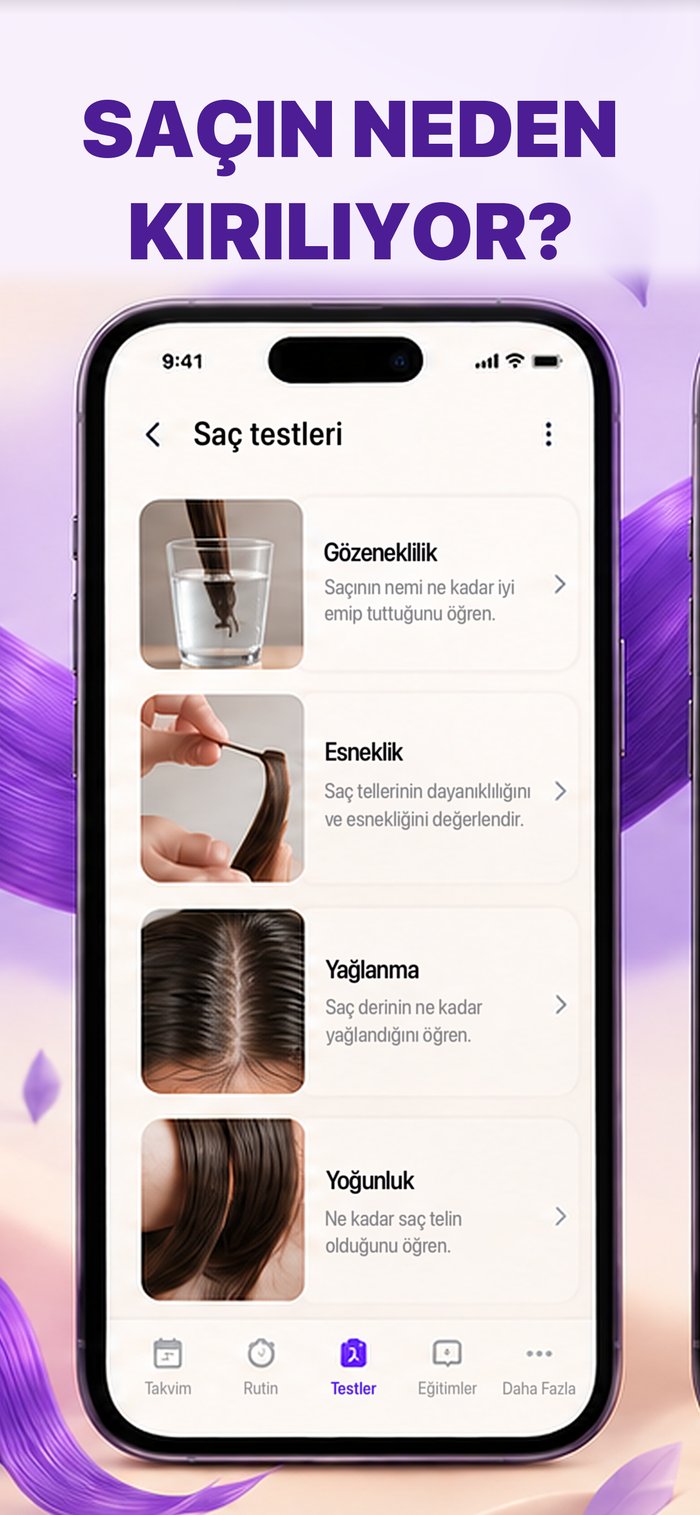 SAÇIN NEDEN
KIRILIYOR?
9:41
Saç testleri
Gözeneklilik
Saçının nemi ne kadar iyi
emip tuttuğunu öğren.
Esneklik
Saç tellerinin dayanıklılığını
ve esnekliğini değerlendir.
Yağlanma
Saç derinin ne kadar
yağlandığını öğren.
Yoğunluk
Ne kadar saç telin
olduğunu öğren.
Takvim
Rutin
Testler
Eğitimler
Daha Fazla